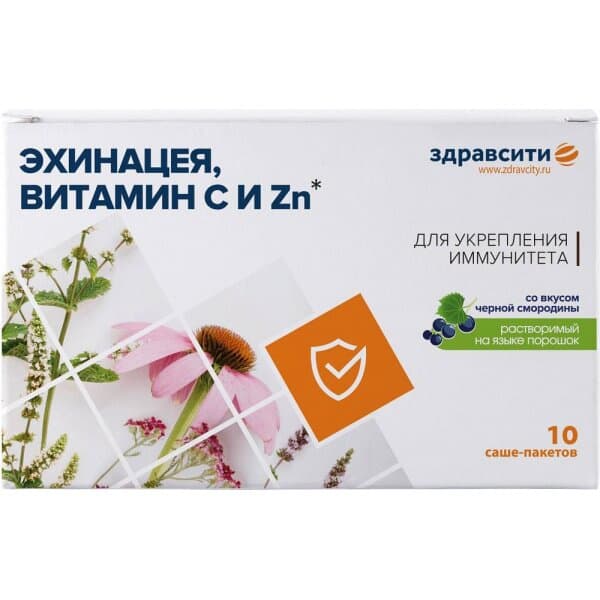 ЭХИНАЦЕЯ,
ВИТАМИН С И Zn*
здравсити
www.zdravcity.ru
ДЛЯ УКРЕПЛЕНИЯ
ИММУНИТЕТА
со вкусом
черной смородины
растворимый
на языке порошок
10
саше-пакетов